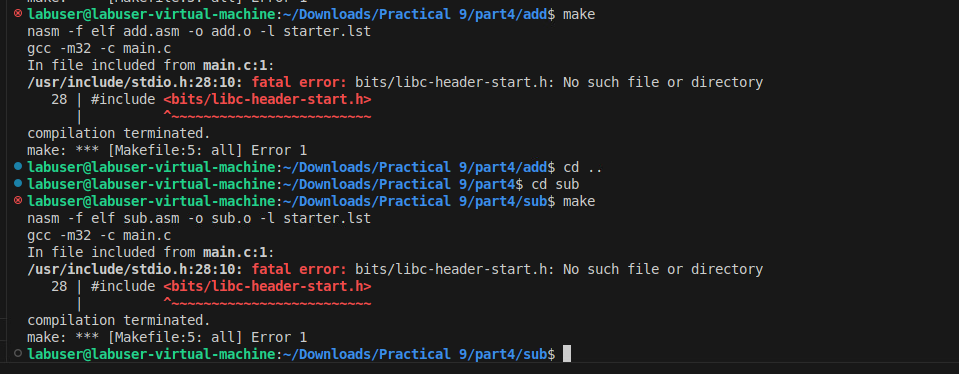 make: *** [Makefile:5: all] Error 1
labuser@labuser-virtual-machine:~/Downloads/Practical 9/part4/add$ make
nasm -f elf add.asm -o add.o -l starter.lst
gcc -m32 -c main.c
In file included from main.c:1:
/usr/include/stdio.h:28:10: fatal error: bits/libc-header-start.h: No such file or directory
   28 | #include <bits/libc-header-start.h>
      |          ^~~~~~~~~~~~~~~~~~~~~~~~~~
compilation terminated.
make: *** [Makefile:5: all] Error 1
labuser@labuser-virtual-machine:~/Downloads/Practical 9/part4/add$ cd ..
labuser@labuser-virtual-machine:~/Downloads/Practical 9/part4$ cd sub
labuser@labuser-virtual-machine:~/Downloads/Practical 9/part4/sub$ make
nasm -f elf sub.asm -o sub.o -l starter.lst
gcc -m32 -c main.c
In file included from main.c:1:
/usr/include/stdio.h:28:10: fatal error: bits/libc-header-start.h: No such file or directory
   28 | #include <bits/libc-header-start.h>
      |          ^~~~~~~~~~~~~~~~~~~~~~~~~~
compilation terminated.
make: *** [Makefile:5: all] Error 1
labuser@labuser-virtual-machine:~/Downloads/Practical 9/part4/sub$